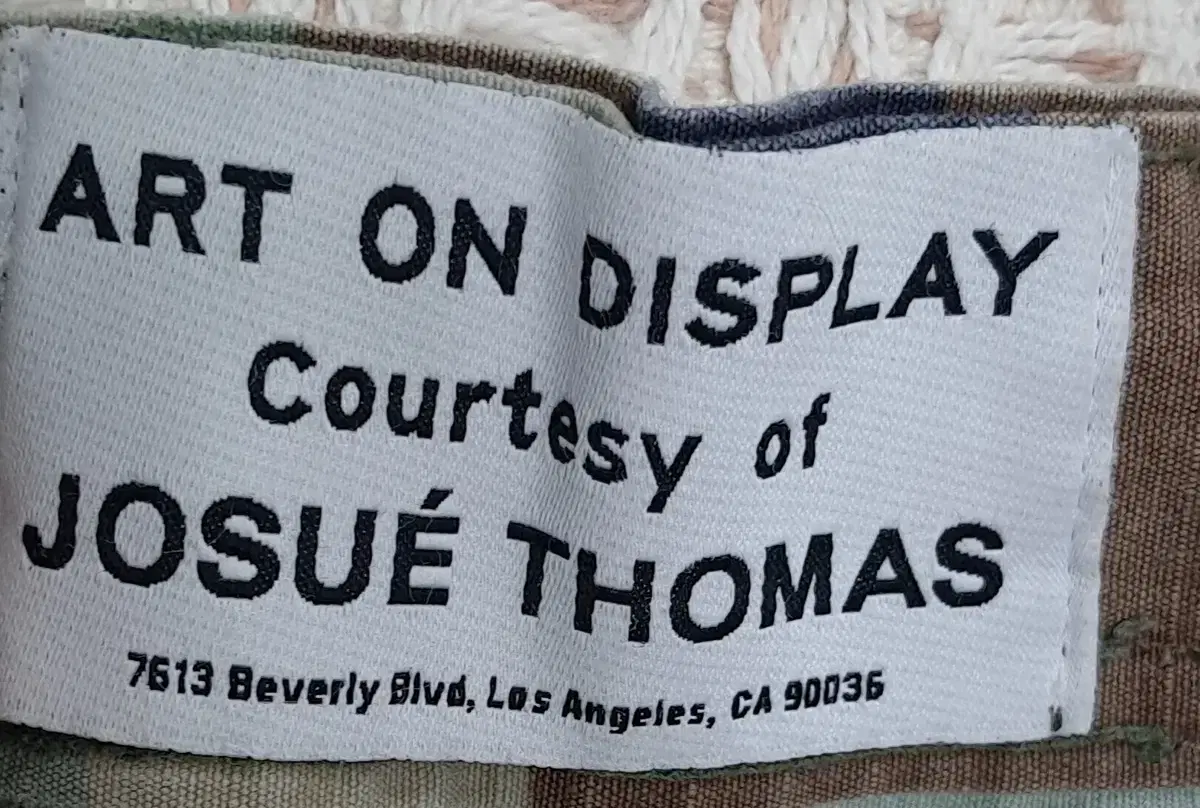 ART ON DISPLAY
Courtesy of
JOSUÉ THOMAS
7613 Beverly Blvd, Los Angeles, CA 90036